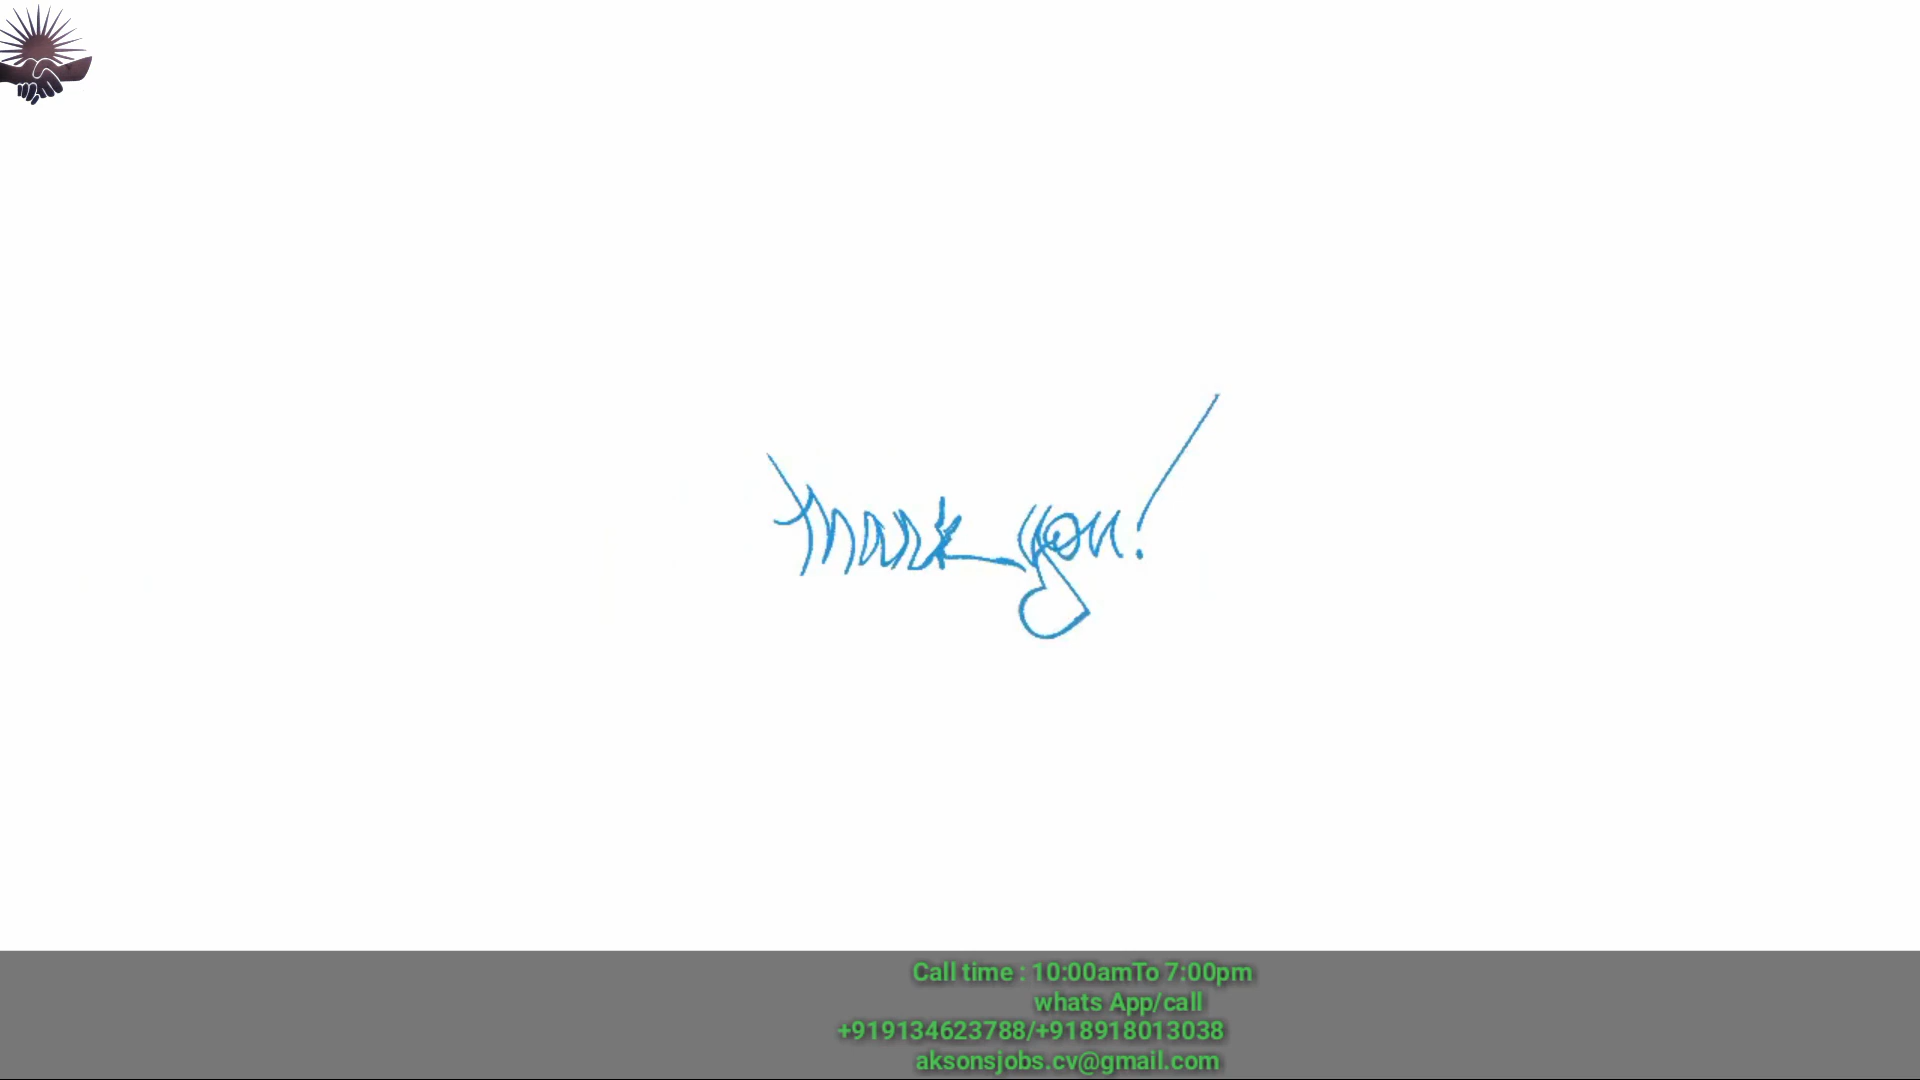 Thank you!
Call time : 10:00amTo 7:00pm
whats App/call
+919134623788/+918918013038
aksonsjobs.cv@gmail.com